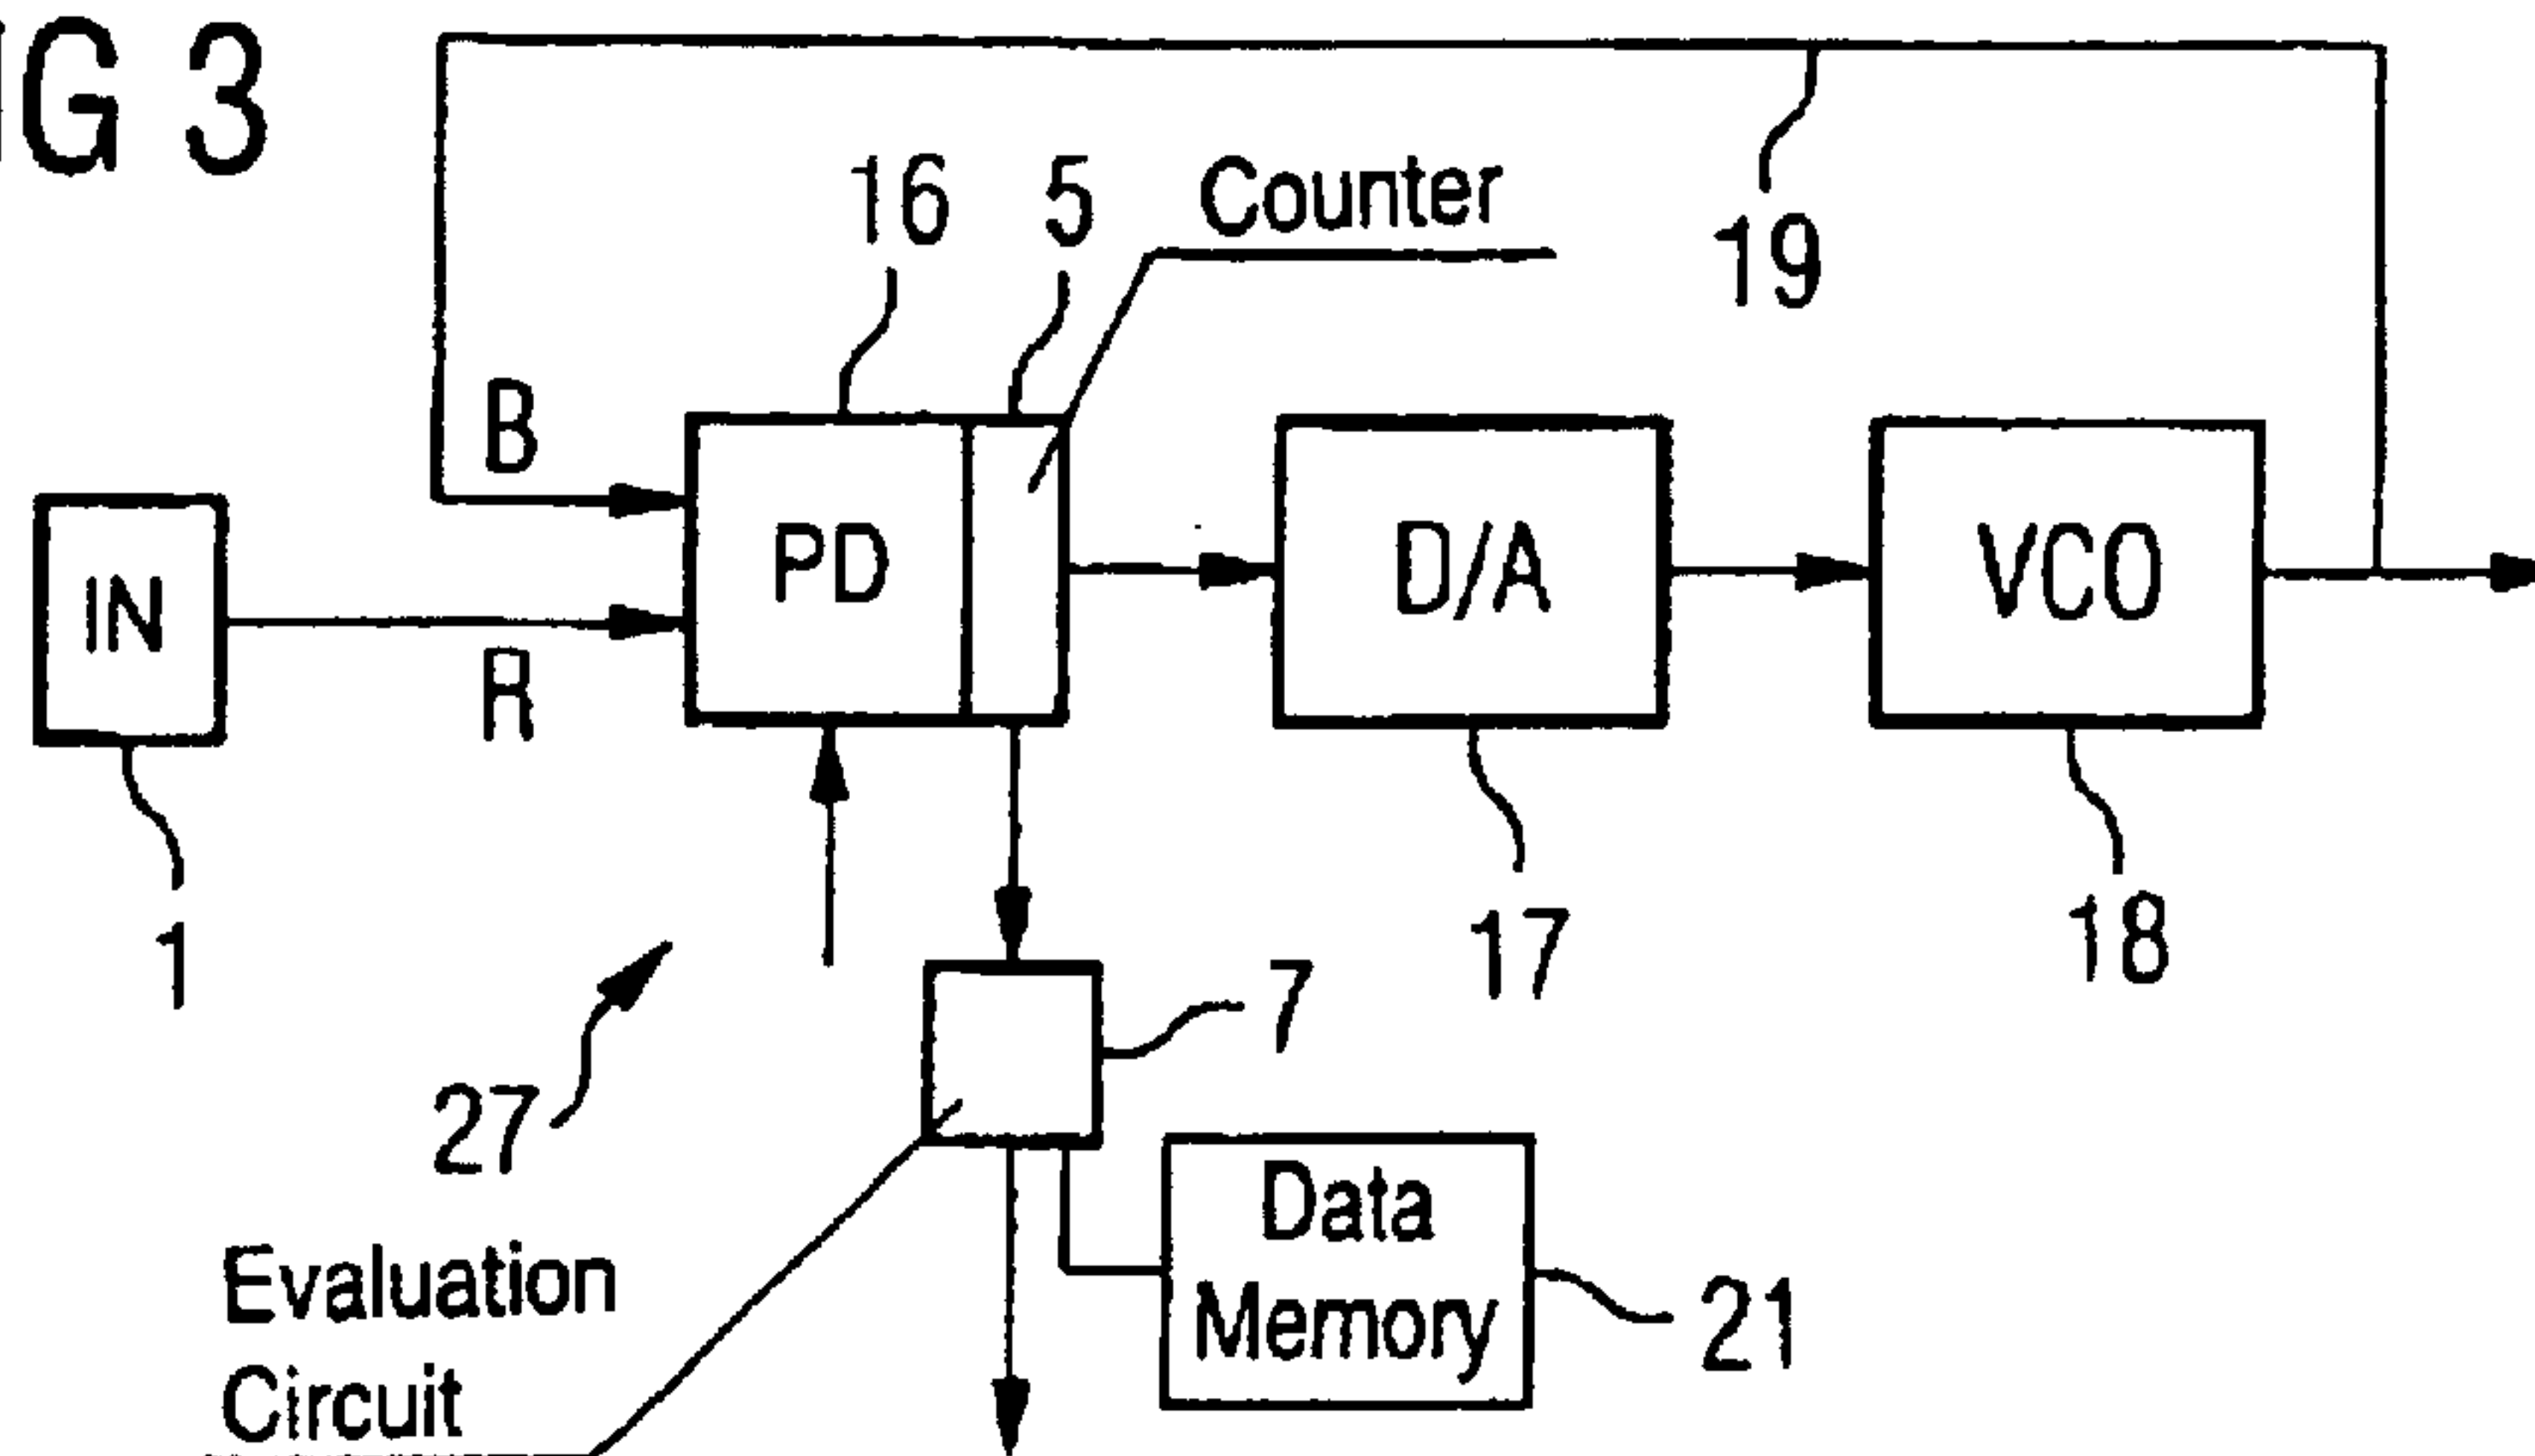 IG 3
16
5
Counter
19
B
IN
PD
D/A
VCO
R
1
17
18
7
27
Data
Memory
21
Evaluation
Circuit